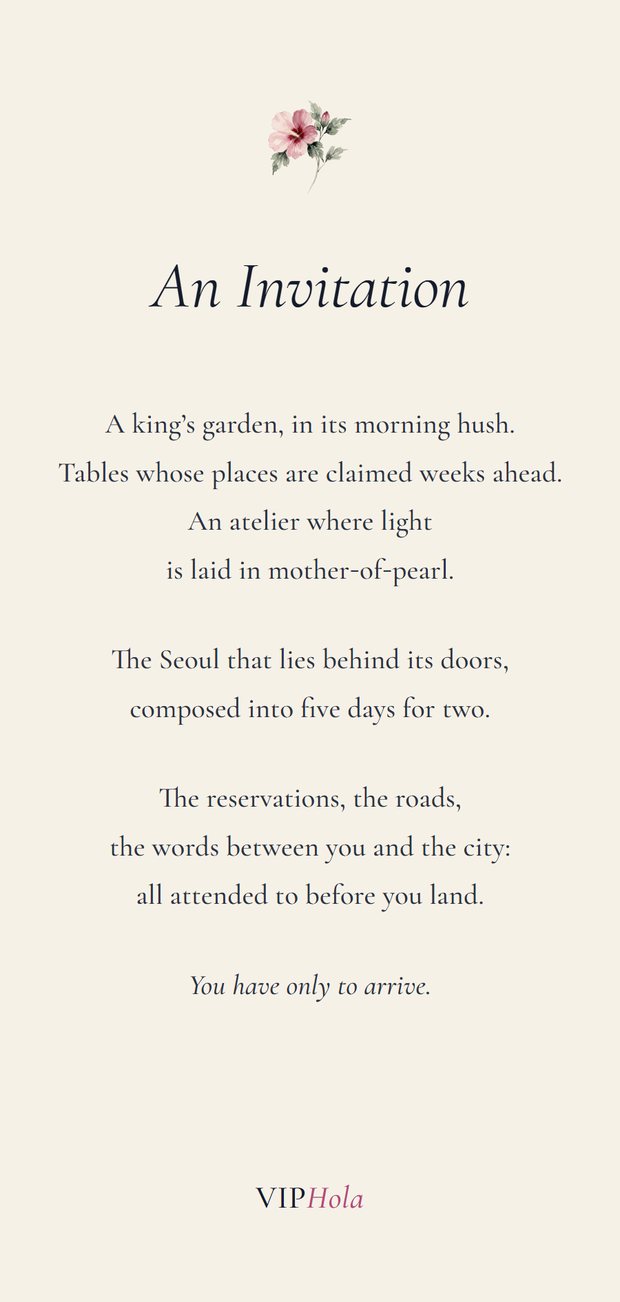 An Invitation
A king’s garden, in its morning hush.
Tables whose places are claimed weeks ahead.
An atelier where light
is laid in mother-of-pearl.
The Seoul that lies behind its doors,
composed into five days for two.
The reservations, the roads,
the words between you and the city:
all attended to before you land.
You have only to arrive.
VIPHola